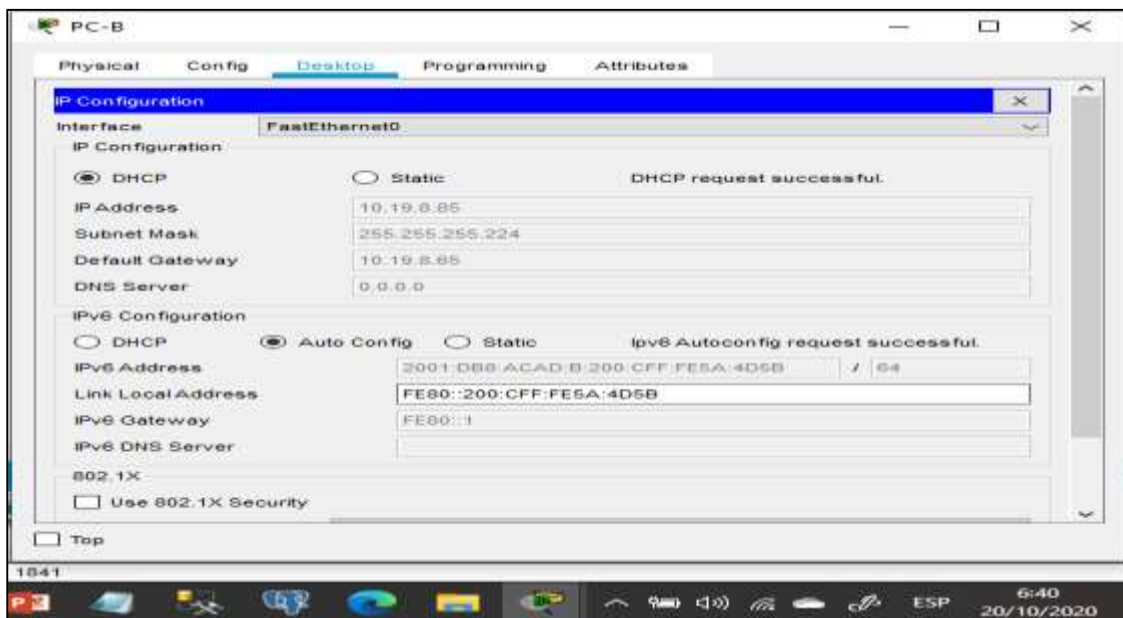 PC-B
Physical Config Desktop Programming Attributes
IP Configuration
Interface FastEthernet0
IP Configuration
DHCP Static DHCP request successful.
IP Address 10.19.8.85
Subnet Mask 255.255.255.224
Default Gateway 10.19.8.65
DNS Server 0.0.0.0
IPv6 Configuration
DHCP Auto Config Static Ipv6 Autoconfig request successful.
IPv6 Address 2001:DB8:ACAD:B:200:CFF:FE5A:4D5B / 64
Link Local Address FE80::200:CFF:FE5A:4D5B
IPv6 Gateway FE80::1
IPv6 DNS Server
802.1X
Use 802.1X Security
Top
1841
ESP 6:40
20/10/2020